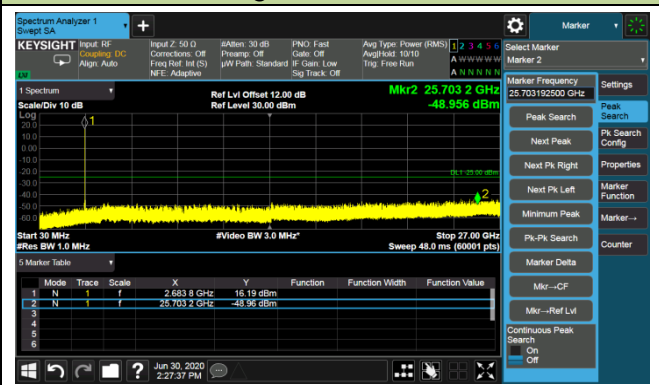 Spectrum Analyzer 1
Swept SA
Marker
KEYSIGHT
Input: RF
Coupling: DC
Align: Auto
Input Z: 50 Ω
Corrections: Off
Freq Ref: Int (S)
NFE: Adaptive
#Atten: 30 dB
Preamp: Off
µW Path: Standard
PNO: Fast
Gate: Off
IF Gain: Low
Sig Track: Off
Avg Type: Power (RMS)
Avg|Hold: 10/10
Trig: Free Run
1 2 3 4 5 6
A W W W W W
A N N N N N
Select Marker
Marker 2
1 Spectrum
Scale/Div 10 dB
Ref Lvl Offset 12.00 dB
Ref Level 30.00 dBm
Mkr2 25.703 2 GHz
-48.956 dBm
Marker Frequency
25.703192500 GHz
Settings
Peak Search
Peak
Search
Next Peak
Pk Search
Config
Next Pk Right
Properties
Next Pk Left
Marker
Function
Minimum Peak
Marker→
Pk-Pk Search
Counter
Marker Delta
Mkr→CF
Mkr→Ref Lvl
Continuous Peak
Search
On
Off
Log
20.0
10.0
0.00
-10.0
-20.0
-30.0
-40.0
-50.0
-60.0
1
DL1 -25.00 dBm
2
Start 30 MHz
#Res BW 1.0 MHz
#Video BW 3.0 MHz*
Stop 27.00 GHz
Sweep 48.0 ms (60001 pts)
5 Marker Table
Mode Trace Scale X Y Function Function Width Function Value
1 N 1 f 2.683 8 GHz 16.19 dBm
2 N 1 f 25.703 2 GHz -48.96 dBm
3
4
5
6
Jun 30, 2020
2:27:37 PM